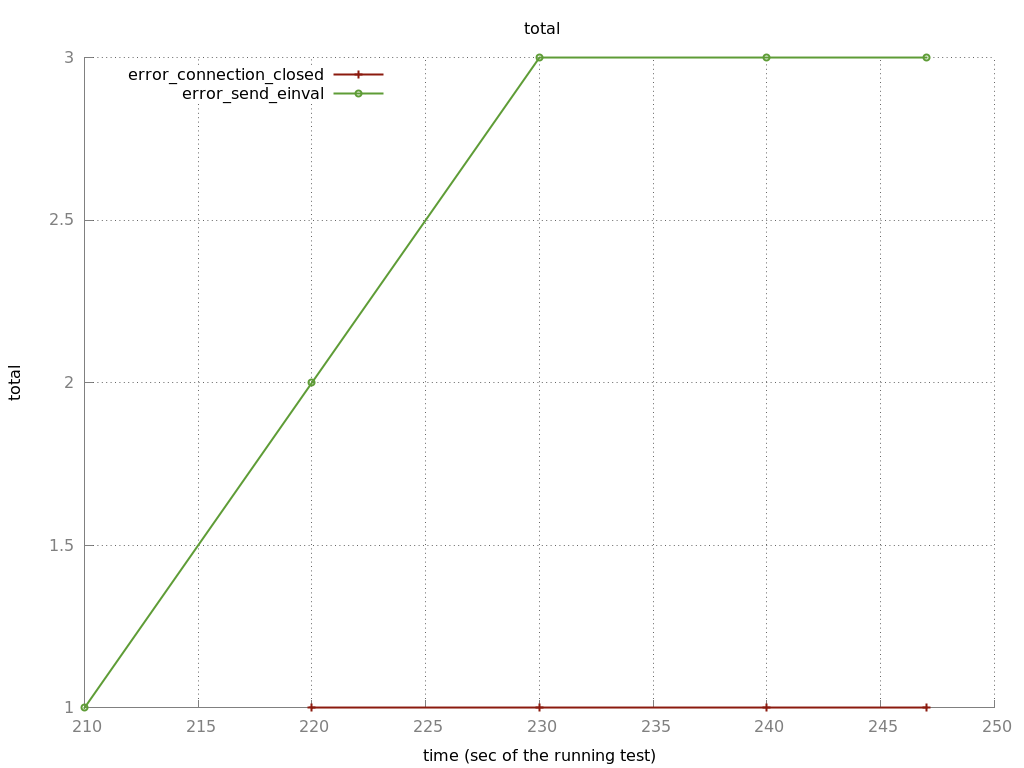 total
error_connection_closed
error_send_einval
3
2.5
2
1.5
1
total
210 215 220 225 230 235 240 245 250
time (sec of the running test)